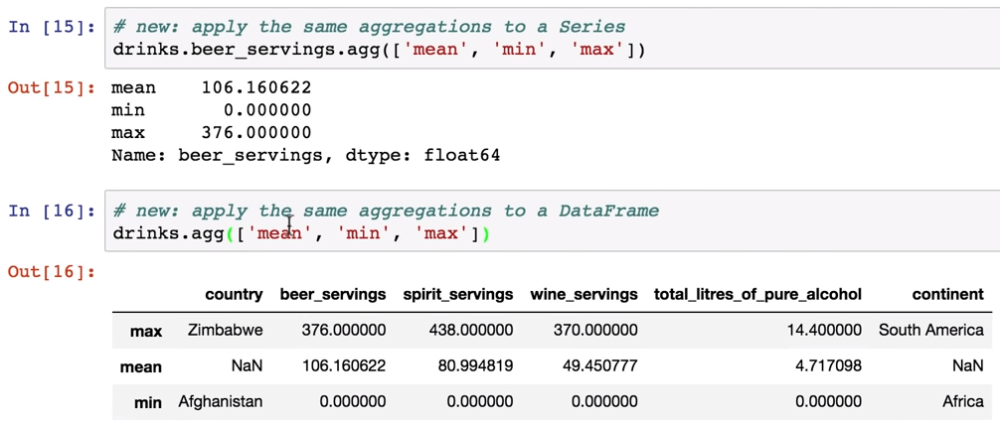 In [15]: # new: apply the same aggregations to a Series
drinks.beer_servings.agg(['mean', 'min', 'max'])
Out[15]: mean 106.160622
min 0.000000
max 376.000000
Name: beer_servings, dtype: float64
In [16]: # new: apply the same aggregations to a DataFrame
drinks.agg(['mean', 'min', 'max'])
Out[16]:
country beer_servings spirit_servings wine_servings total_litres_of_pure_alcohol continent
max Zimbabwe 376.000000 438.000000 370.000000 14.400000 South America
mean NaN 106.160622 80.994819 49.450777 4.717098 NaN
min Afghanistan 0.000000 0.000000 0.000000 0.000000 Africa